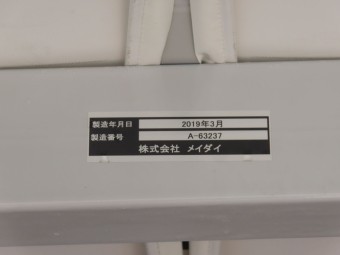 製造年月日 2019年3月
製造番号 A-63237
株式会社 メイダイ